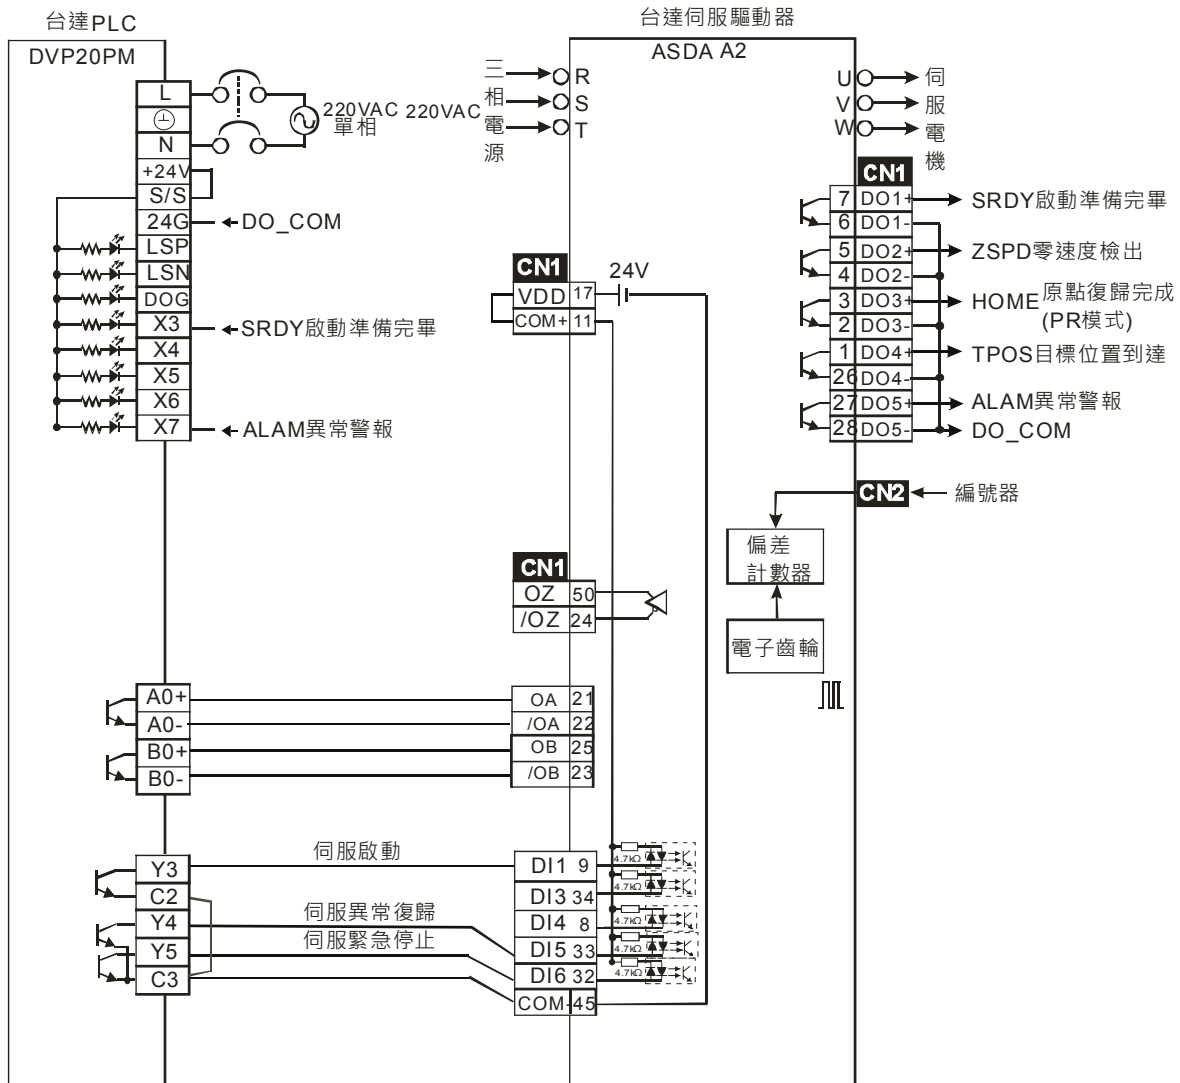 台達PLC
DVP20PM
L
N
+24V
S/S
24G
DO_COM
LSP
LSN
DOG
X3
SRDY啟動準備完畢
X4
X5
X6
X7
ALAM異常警報
220VAC
單相
220VAC
三
相
電
源
台達伺服驅動器
ASDA A2
R
S
T
U
V
W
伺
服
電
機
CN1
7 DO1+ SRDY啟動準備完畢
6 DO1-
5 DO2+ ZSPD零速度檢出
4 DO2-
3 DO3+ HOME 原點復歸完成
(PR模式)
2 DO3-
1 DO4+ TPOS目標位置到達
26 DO4-
27 DO5+ ALAM異常警報
28 DO5- DO_COM
CN2 編號器
偏差
計數器
電子齒輪
CN1
24V
VDD 17
COM+ 11
CN1
OZ 50
/OZ 24
A0+
A0-
B0+
B0-
OA 21
/OA 22
OB 25
/OB 23
Y3
C2
Y4
Y5
C3
伺服啟動
伺服異常復歸
伺服緊急停止
DI1 9
DI3 34
DI4 8
DI5 33
DI6 32
COM- 45
4.7kΩ
4.7kΩ
4.7kΩ
4.7kΩ
4.7kΩ